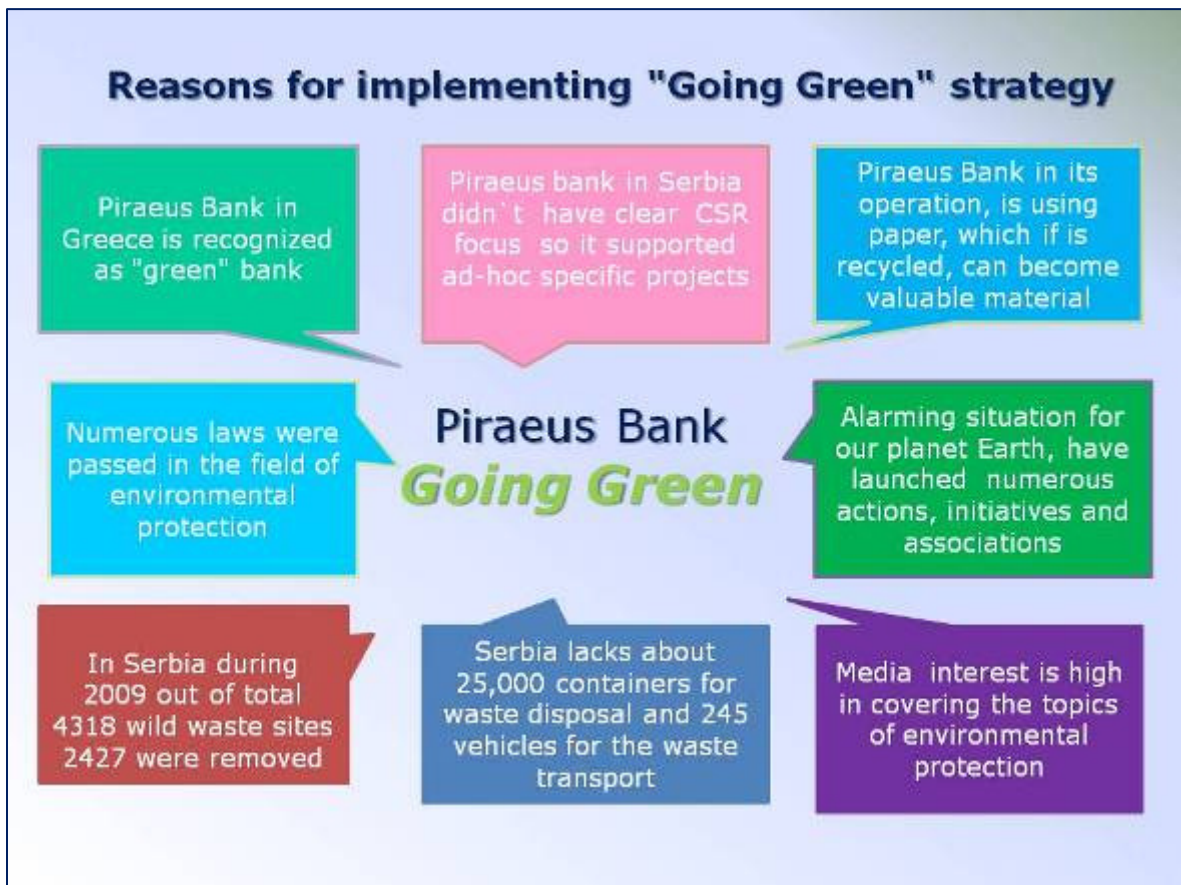 Reasons for implementing "Going Green" strategy
Piraeus Bank in
Greece is recognized
as "green" bank
Piraeus bank in Serbia
didn`t have clear CSR
focus so it supported
ad-hoc specific projects
Piraeus Bank in its
operation, is using
paper, which if is
recycled, can become
valuable material
Numerous laws were
passed in the field of
environmental
protection
Piraeus Bank
Going Green
Alarming situation for
our planet Earth, have
launched numerous
actions, initiatives and
associations
In Serbia during
2009 out of total
4318 wild waste sites
2427 were removed
Serbia lacks about
25,000 containers for
waste disposal and 245
vehicles for the waste
transport
Media interest is high
in covering the topics
of environmental
protection